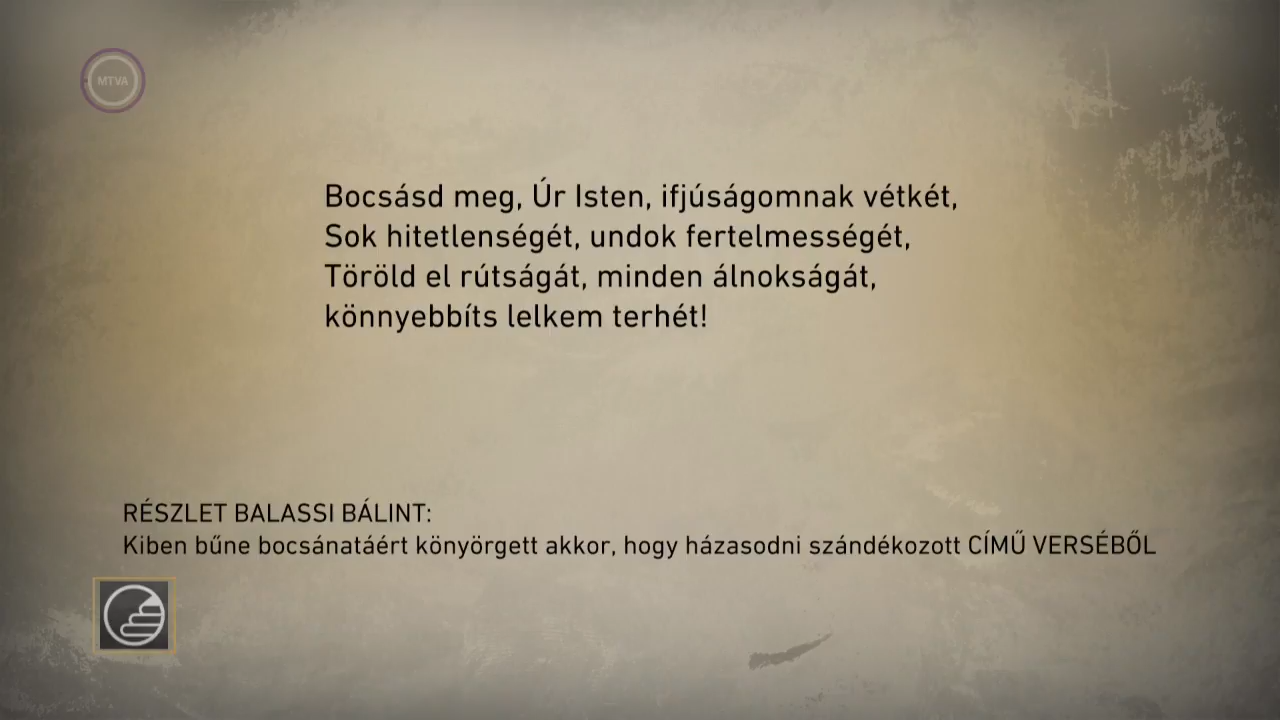 MTVA
Bocsásd meg, Úr Isten, ifjúságomnak vétkét,
Sok hitetlenségét, undok fertelmességét,
Töröld el rútságát, minden álnokságát,
könnyebbíts lelkem terhét!
RÉSZLET BALASSI BÁLINT:
Kiben bűne bocsánatáért könyörgett akkor, hogy házasodni szándékozott CÍMŰ VERSÉBŐL